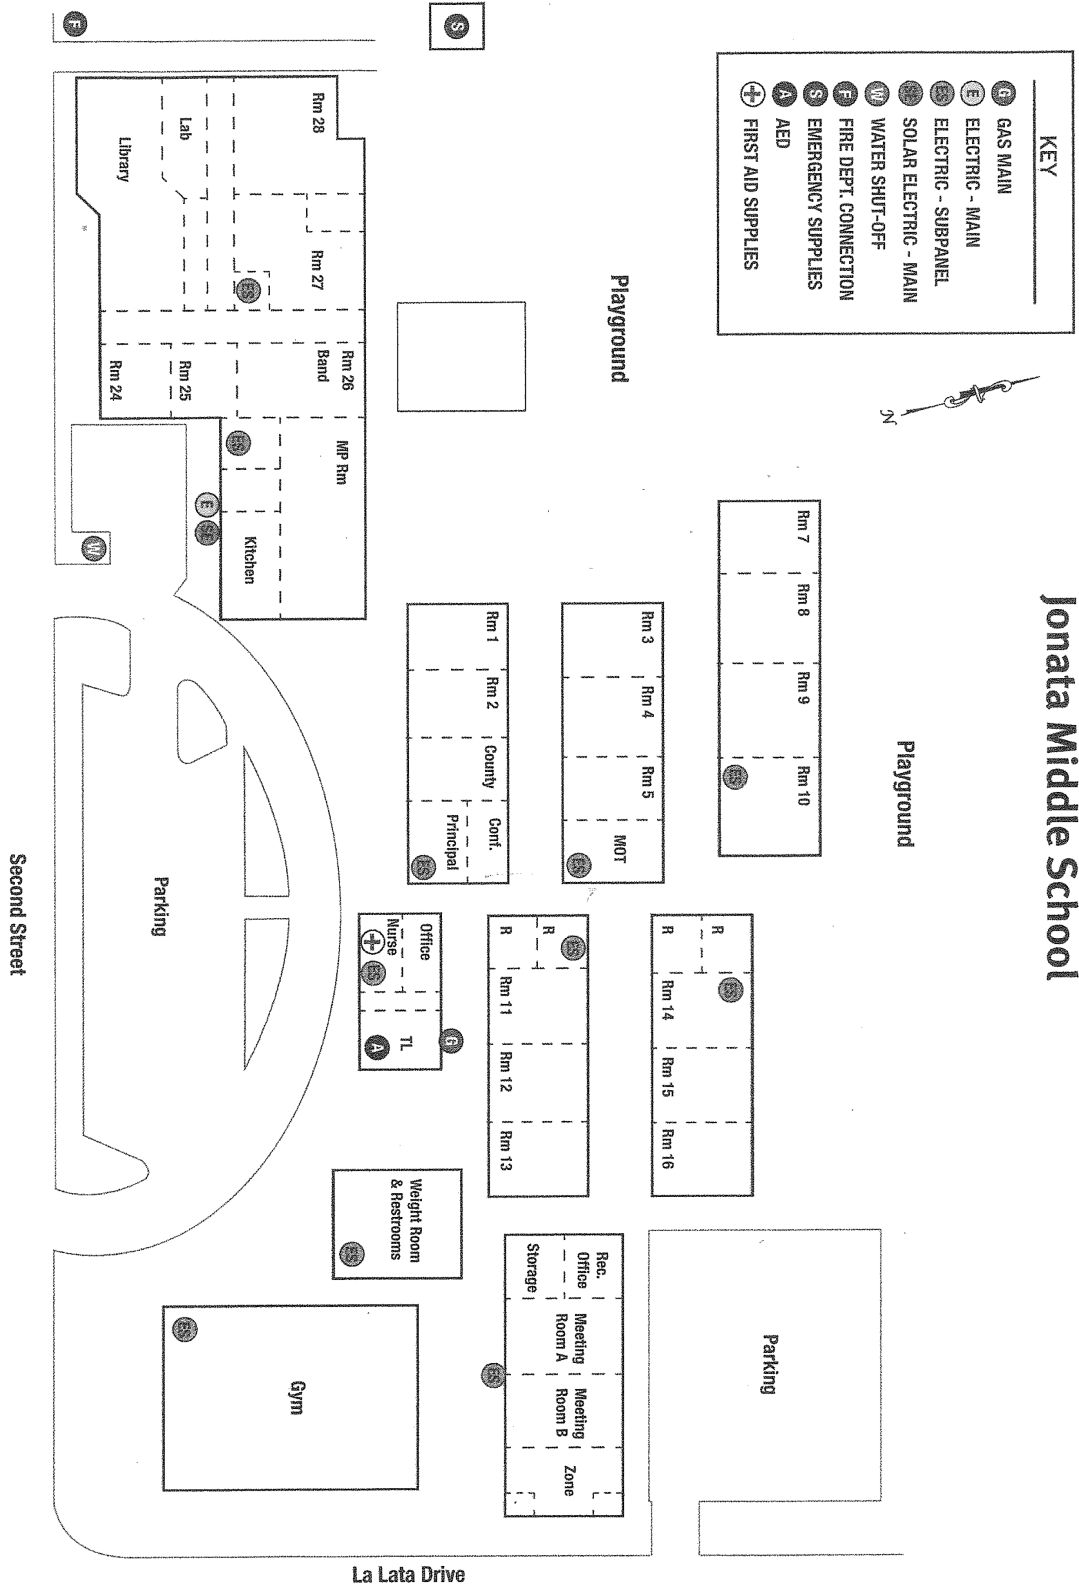 Jonata Middle School
KEY
G GAS MAIN
E ELECTRIC - MAIN
ES ELECTRIC - SUBPANEL
SE SOLAR ELECTRIC - MAIN
W WATER SHUT-OFF
F FIRE DEPT. CONNECTION
S EMERGENCY SUPPLIES
A AED
FIRST AID SUPPLIES
N
Playground
Playground
Rm 7
Rm 8
Rm 9
Rm 10
ES
Rm 3
Rm 4
Rm 5
MOT
ES
Rm 1
Rm 2
County
Conf.
Principal
ES
R
R
ES
Rm 14
Rm 15
Rm 16
R
R
ES
Rm 11
Rm 12
Rm 13
Office
Nurse
ES
TL
A
G
Weight Room
& Restrooms
ES
Rec.
Office
Storage
Meeting
Room A
Meeting
Room B
Zone
ES
Parking
Gym
ES
S
F
Rm 28
Lab
Library
Rm 27
ES
Rm 26
Band
Rm 25
Rm 24
MP Rm
ES
Kitchen
E
SE
W
Parking
Second Street
La Lata Drive